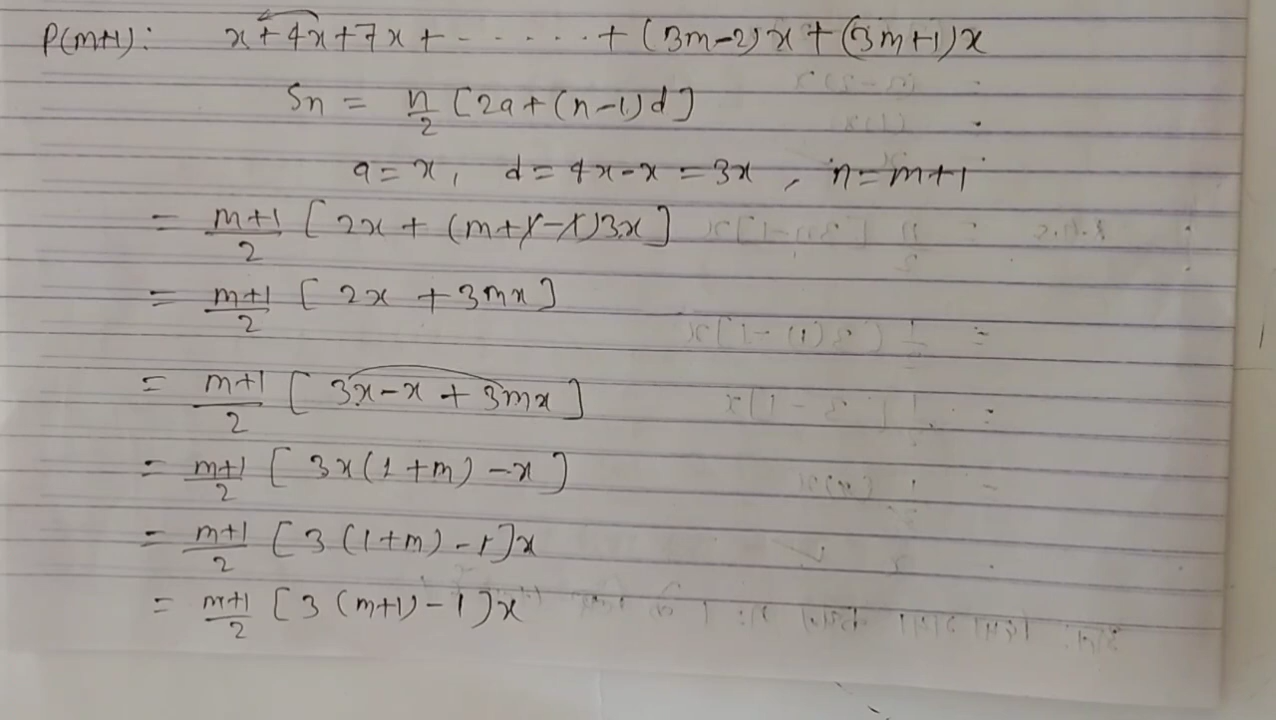 P(m+1): x+4x+7x+ - - . . . . + (3m-2)x + (3m+1)x
Sn = n/2 [2a+(n-1)d]
a = x, d = 4x-x = 3x, n = m+1
= m+1/2 [2x + (m+1-1)3x]
= m+1/2 [2x + 3mx]
= m+1/2 [3x-x + 3mx]
= m+1/2 [3x(1+m) -x]
= m+1/2 [3(1+m) -1]x
= m+1/2 [3(m+1) -1]x